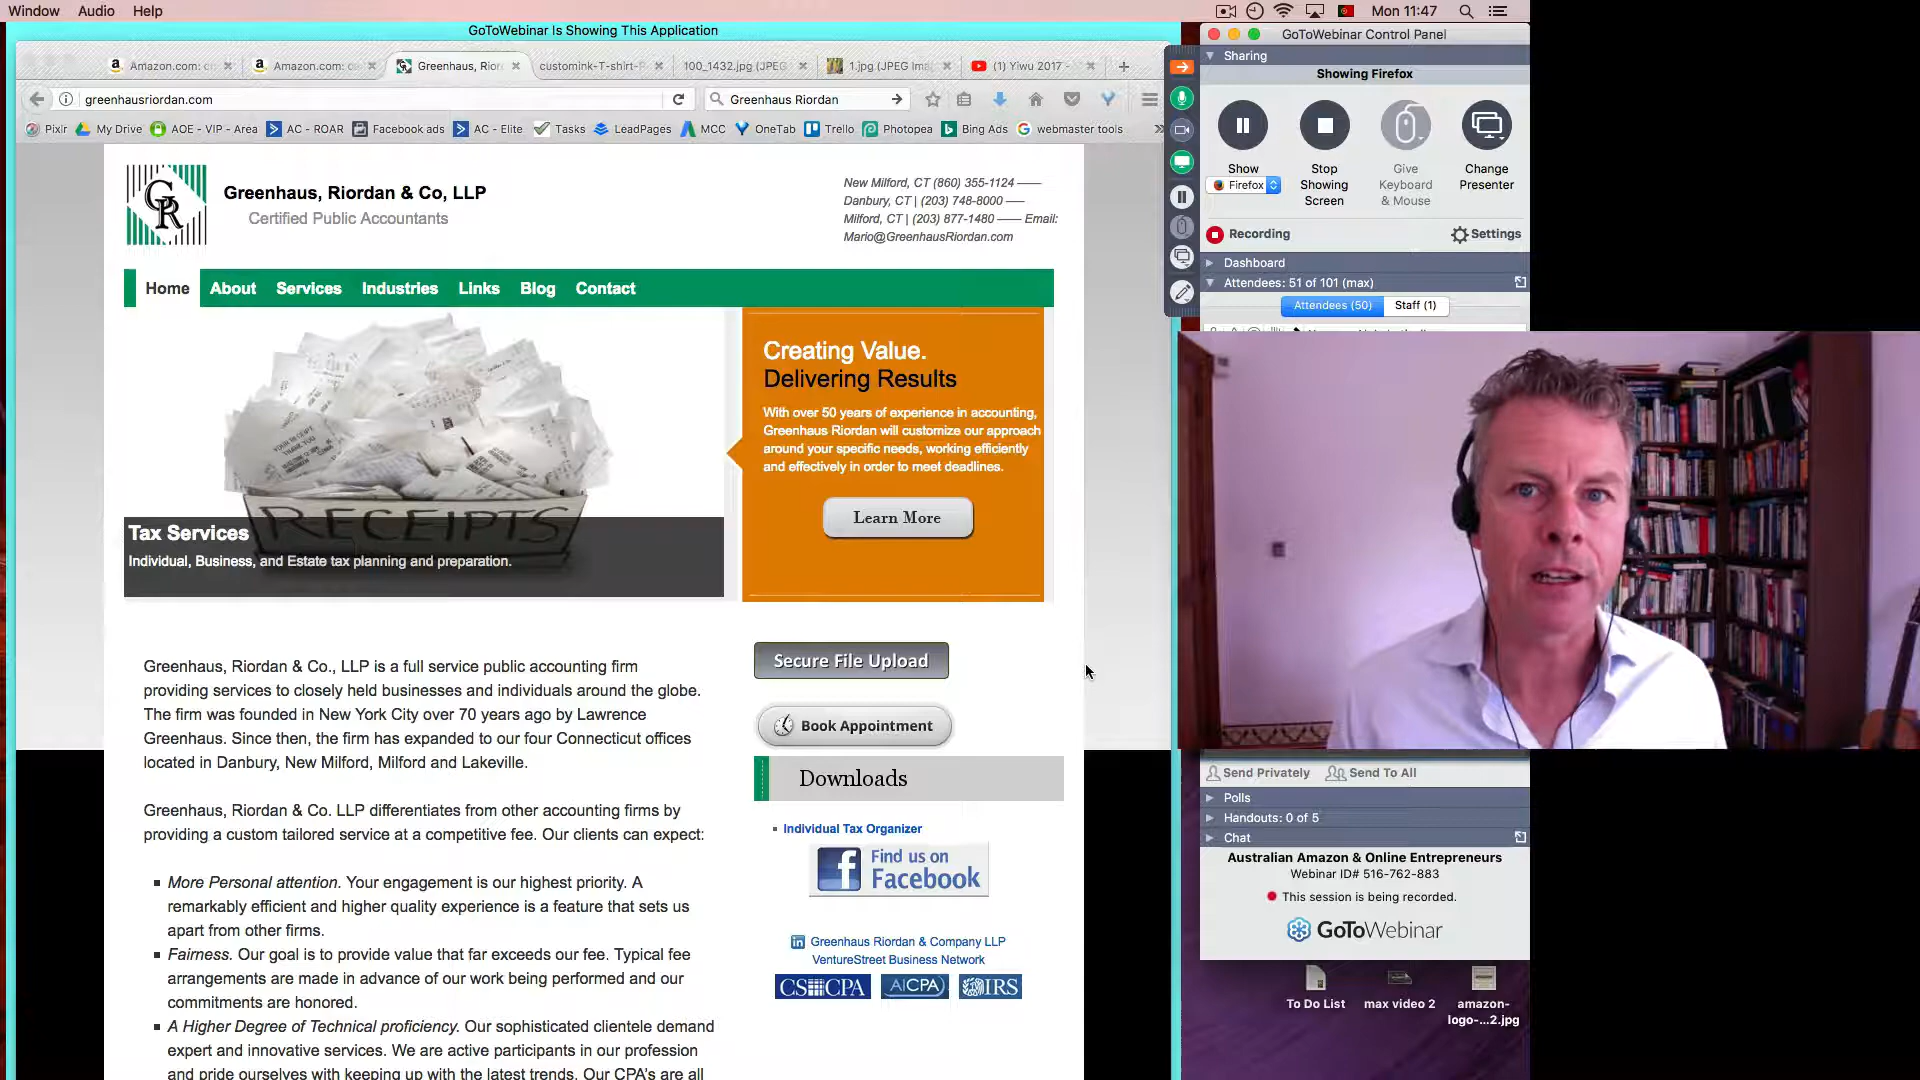 Window Audio Help
Mon 11:47
GoToWebinar Is Showing This Application
Amazon.com:
Amazon.com:
Greenhaus, Rior
customink-T-shirt-
100_1432.jpg (JPEG
1.jpg (JPEG Ima
(1) Yiwu 2017 -
greenhausriordan.com
Greenhaus Riordan
Pixlr
My Drive
AOE - VIP - Area
AC - ROAR
Facebook ads
AC - Elite
Tasks
LeadPages
MCC
OneTab
Trello
Photopea
Bing Ads
webmaster tools
GR
Greenhaus, Riordan & Co, LLP
Certified Public Accountants
New Milford, CT (860) 355-1124 ——
Danbury, CT | (203) 748-8000 ——
Milford, CT | (203) 877-1480 —— Email:
Mario@GreenhausRiordan.com
Home About Services Industries Links Blog Contact
RECEIPTS
Tax Services
Individual, Business, and Estate tax planning and preparation.
Creating Value.
Delivering Results
With over 50 years of experience in accounting,
Greenhaus Riordan will customize our approach
around your specific needs, working efficiently
and effectively in order to meet deadlines.
Learn More
Greenhaus, Riordan & Co., LLP is a full service public accounting firm
providing services to closely held businesses and individuals around the globe.
The firm was founded in New York City over 70 years ago by Lawrence
Greenhaus. Since then, the firm has expanded to our four Connecticut offices
located in Danbury, New Milford, Milford and Lakeville.
Greenhaus, Riordan & Co. LLP differentiates from other accounting firms by
providing a custom tailored service at a competitive fee. Our clients can expect:
More Personal attention. Your engagement is our highest priority. A
remarkably efficient and higher quality experience is a feature that sets us
apart from other firms.
Fairness. Our goal is to provide value that far exceeds our fee. Typical fee
arrangements are made in advance of our work being performed and our
commitments are honored.
A Higher Degree of Technical proficiency. Our sophisticated clientele demand
expert and innovative services. We are active participants in our profession
and pride ourselves with keeping up with the latest trends. Our CPA's are all
Secure File Upload
Book Appointment
Downloads
Individual Tax Organizer
Find us on
Facebook
Greenhaus Riordan & Company LLP
VentureStreet Business Network
CSCPA
AICPA
IRS
GoToWebinar Control Panel
Sharing
Showing Firefox
Show
Firefox
Stop
Showing
Screen
Give
Keyboard
& Mouse
Change
Presenter
Recording
Settings
Dashboard
Attendees: 51 of 101 (max)
Attendees (50)
Staff (1)
Send Privately
Send To All
Polls
Handouts: 0 of 5
Chat
Australian Amazon & Online Entrepreneurs
Webinar ID# 516-762-883
This session is being recorded.
GoToWebinar
To Do List
max video 2
amazon-
logo-...2.jpg